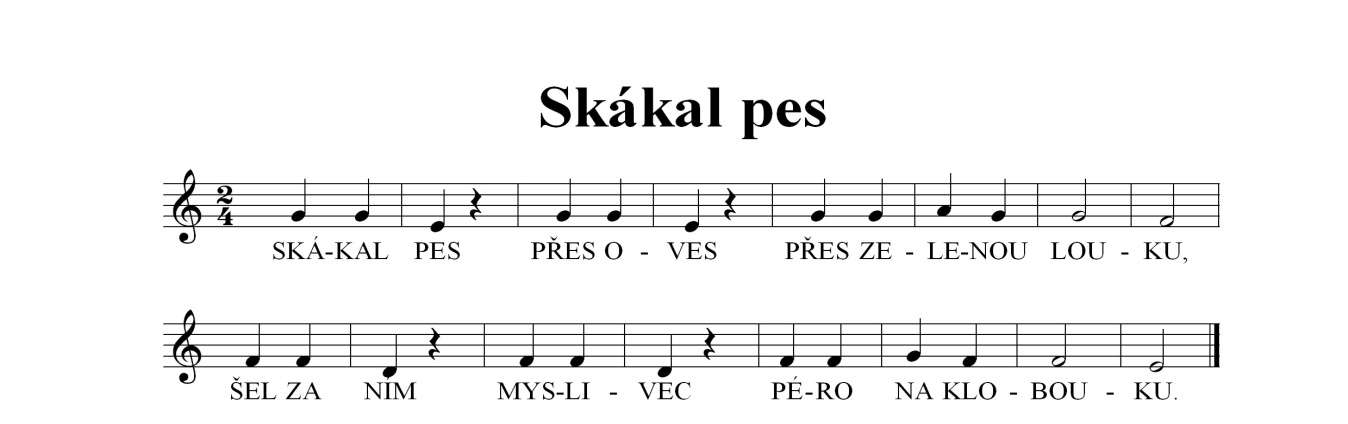 Skákal pes
2
4
SKÁ-KAL PES PŘES O - VES PŘES ZE - LE-NOU LOU - KU,
ŠEL ZA NÍM MYS-LI - VEC PÉ-RO NA KLO - BOU - KU.